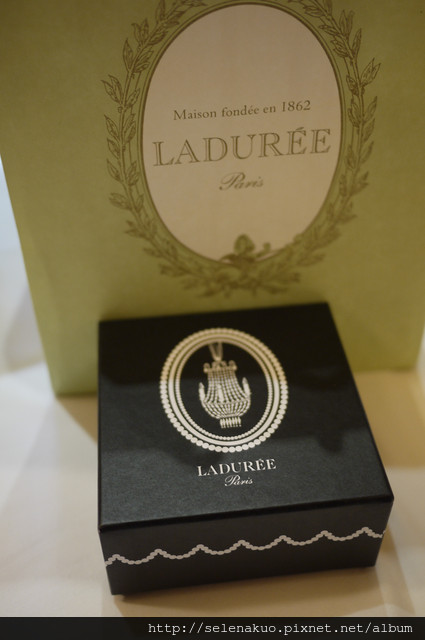 Maison fondée en 1862
LADURÉE
Paris
LADURÉE
Paris
http://selenakuo.pixnet.net/album